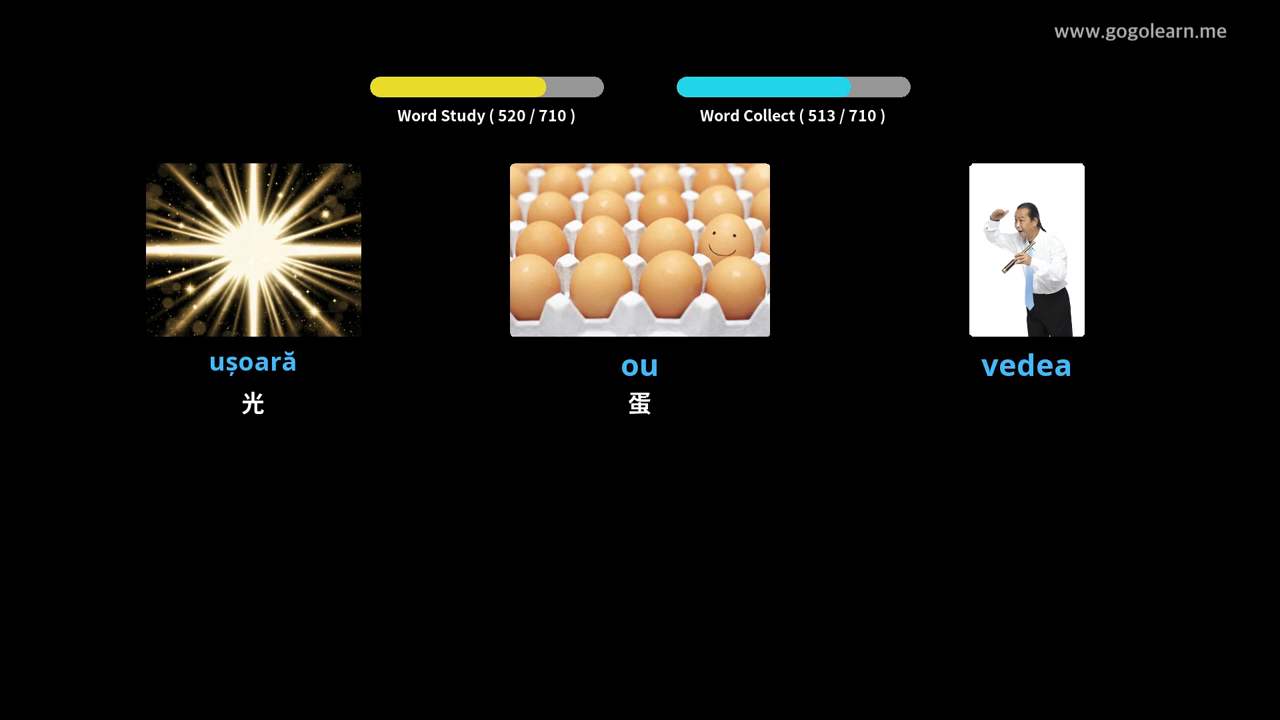 www.gogolearn.me
Word Study ( 520 / 710 )
Word Collect ( 513 / 710 )
ușoară
ou
vedea
光
蛋